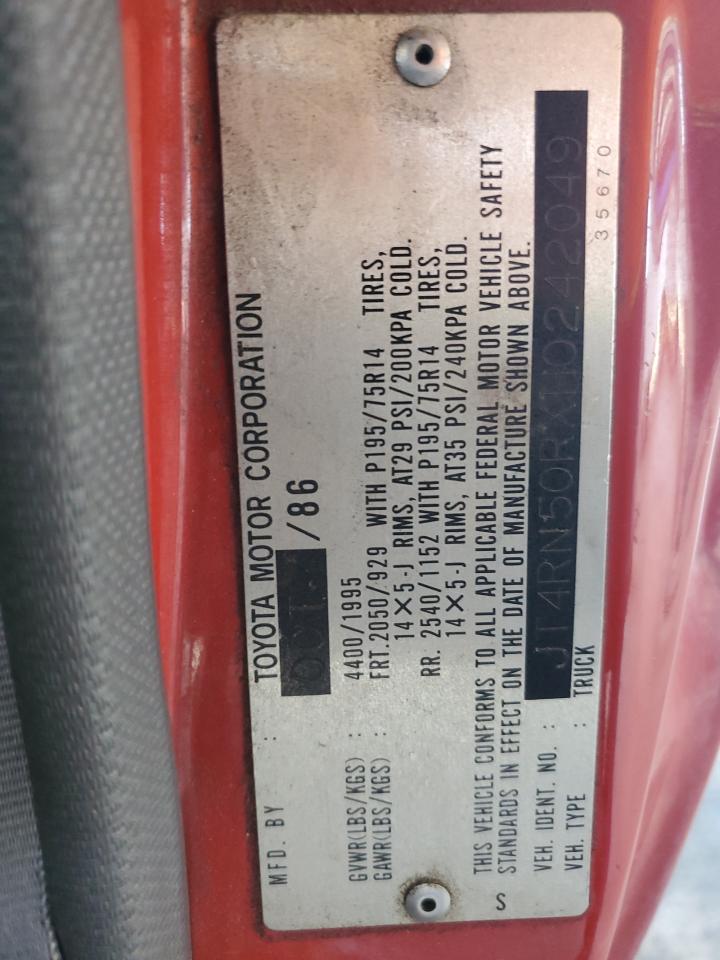 MFD. BY : TOYOTA MOTOR CORPORATION
OCT. /86
GVWR(LBS/KGS) : 4400/1995
GAWR(LBS/KGS) : FRT.2050/929 WITH P195/75R14 TIRES,
14×5-J RIMS, AT29 PSI/200KPA COLD.
RR. 2540/1152 WITH P195/75R14 TIRES,
14×5-J RIMS, AT35 PSI/240KPA COLD.
THIS VEHICLE CONFORMS TO ALL APPLICABLE FEDERAL MOTOR VEHICLE SAFETY
STANDARDS IN EFFECT ON THE DATE OF MANUFACTURE SHOWN ABOVE.
VEH. IDENT. NO. : JT4RN50RXH0242049
VEH. TYPE : TRUCK
35670
S